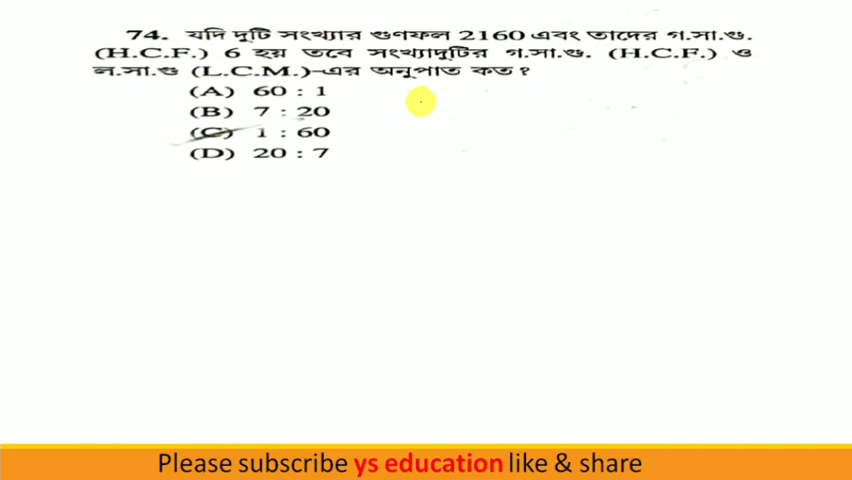 74. যদি দুটি সংখ্যার গুণফল 2160 এবং তাদের গ.সা.গু.
(H.C.F.) 6 হয় তবে সংখ্যাদুটির গ.সা.গু. (H.C.F.) ও
ল.সা.গু (L.C.M.)-এর অনুপাত কত ?
(A) 60 : 1
(B) 7 : 20
(C) 1 : 60
(D) 20 : 7
Please subscribe ys education like & share